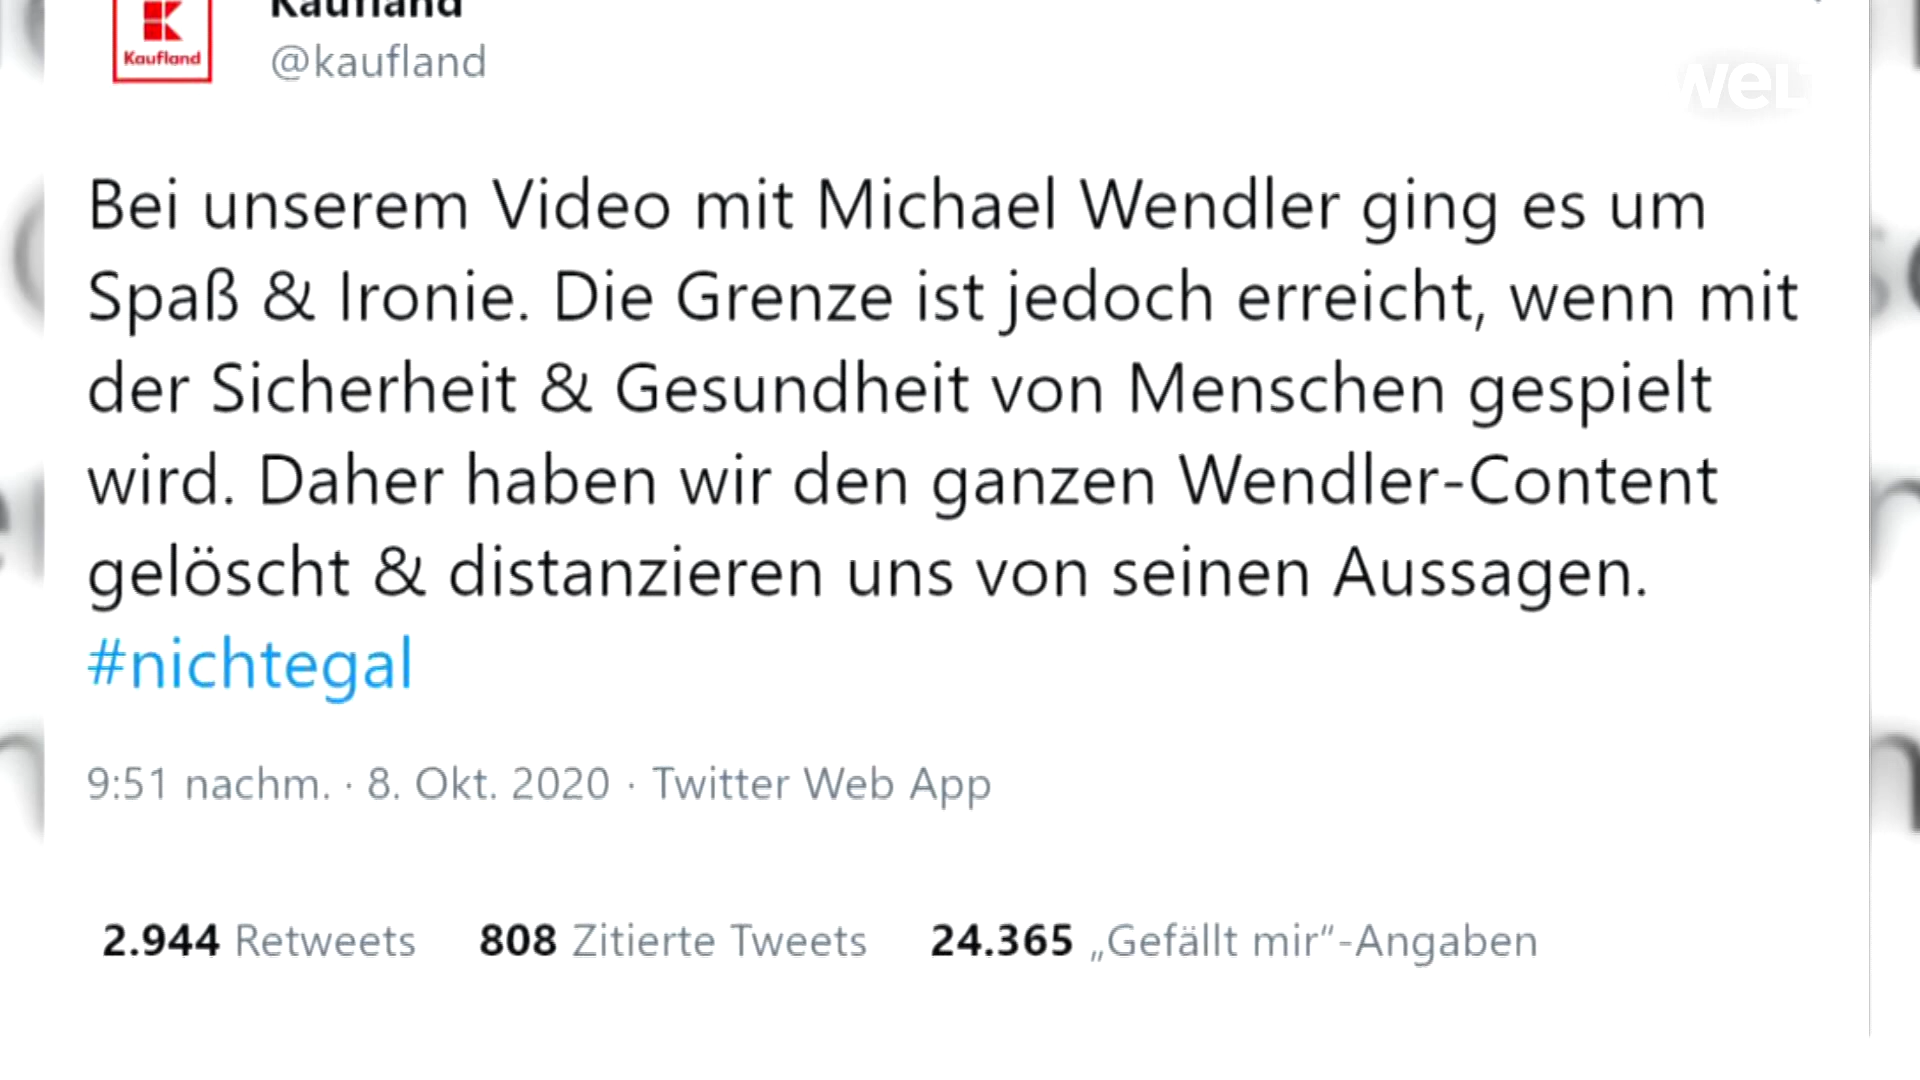 Kaufland
Kaufland
@kaufland
WELT
Bei unserem Video mit Michael Wendler ging es um
Spaß & Ironie. Die Grenze ist jedoch erreicht, wenn mit
der Sicherheit & Gesundheit von Menschen gespielt
wird. Daher haben wir den ganzen Wendler-Content
gelöscht & distanzieren uns von seinen Aussagen.
#nichtegal
9:51 nachm. · 8. Okt. 2020 · Twitter Web App
2.944 Retweets 808 Zitierte Tweets 24.365 „Gefällt mir“-Angaben